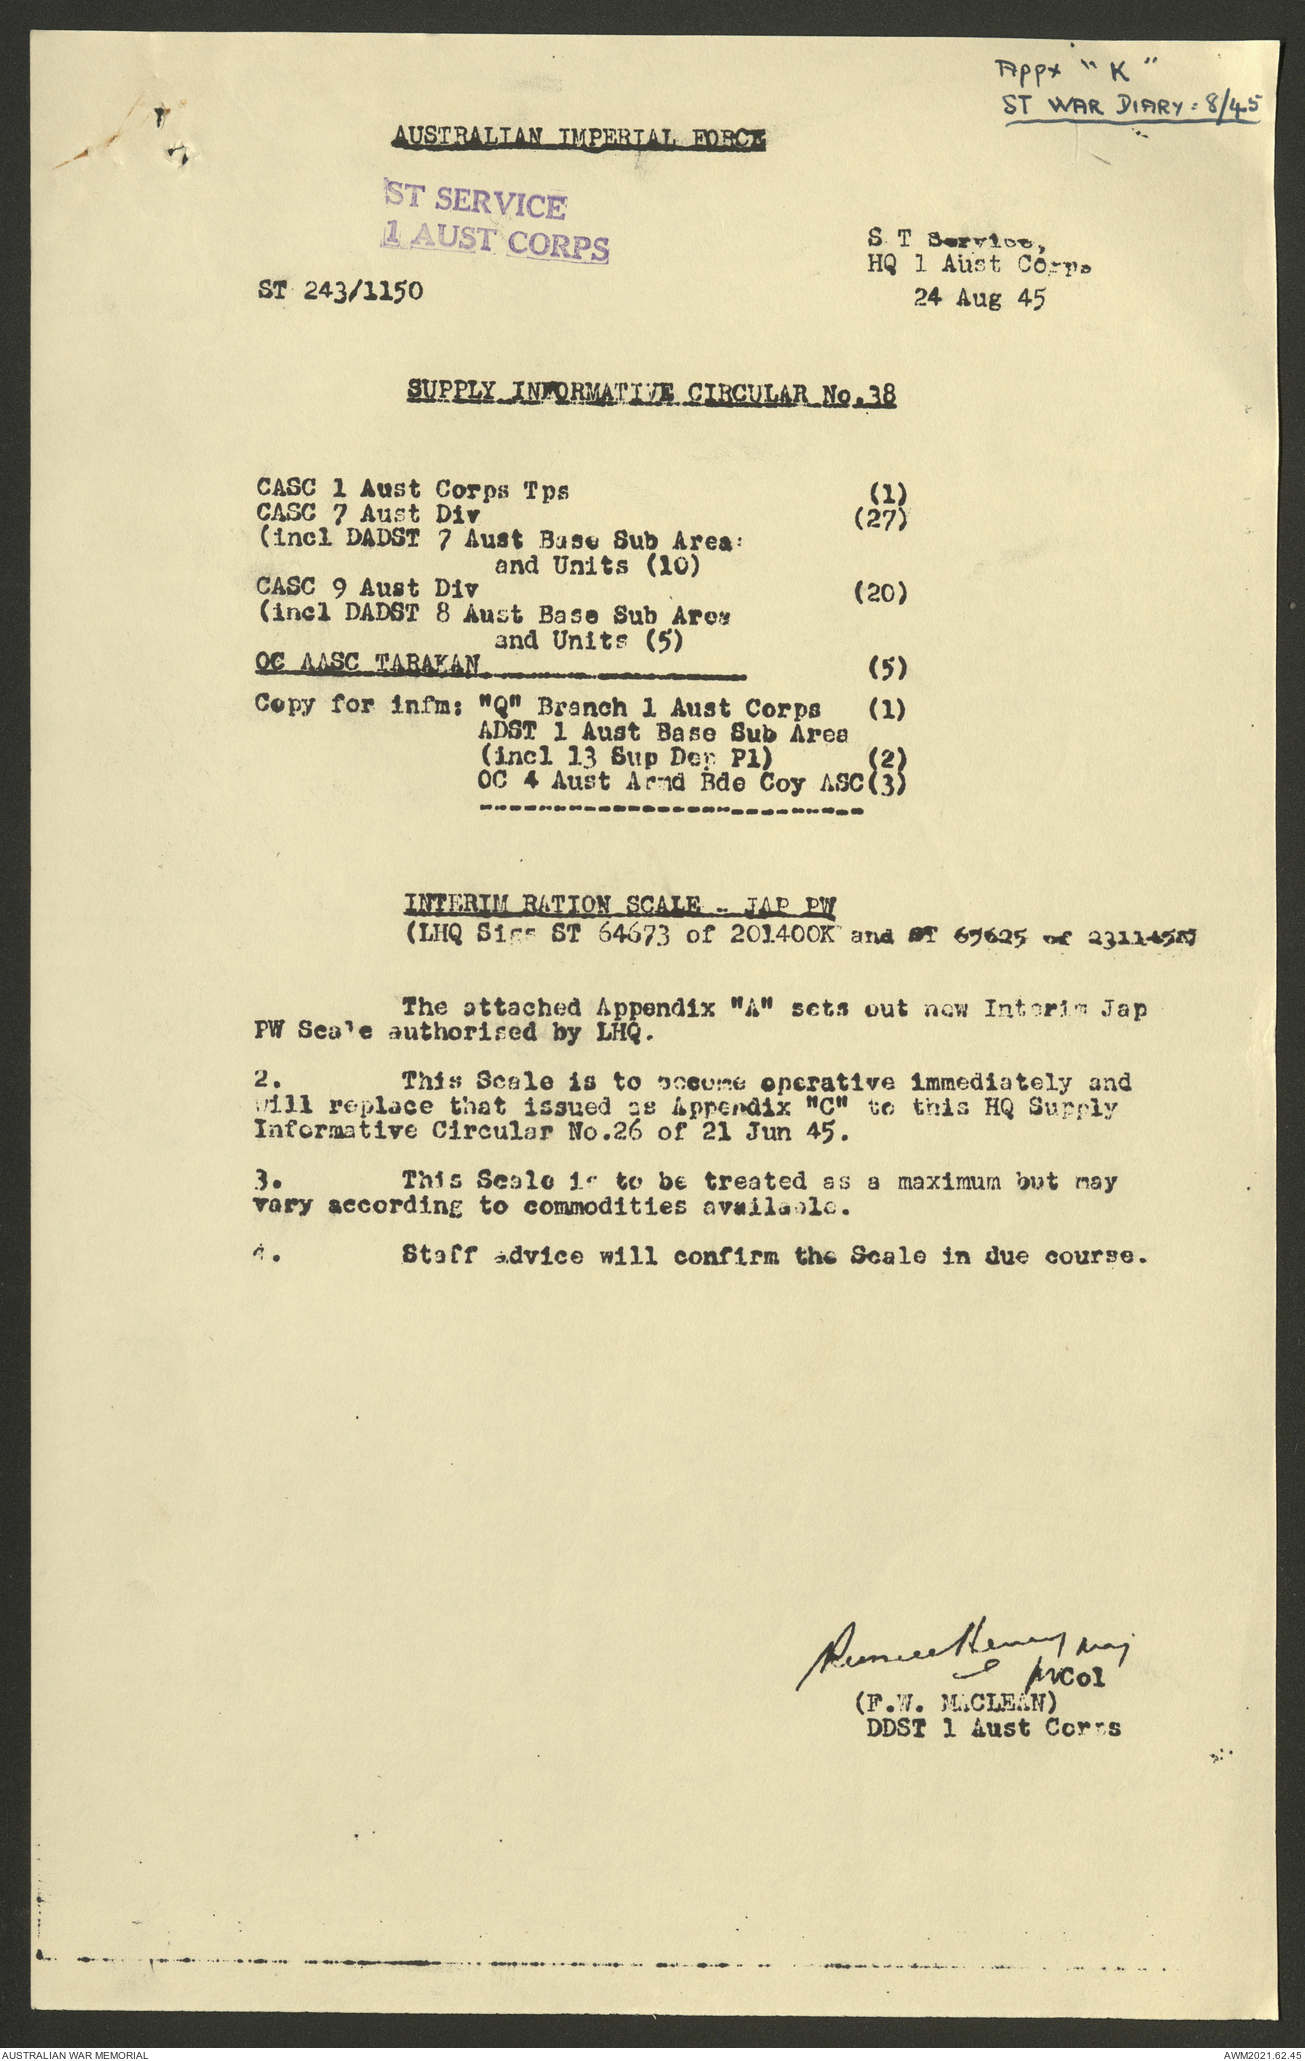 Appx "K"
ST WAR DIARY: 8/45
AUSTRALIAN IMPERIAL FORCE
ST SERVICE
1 AUST CORPS
S T Service,
HQ 1 Aust Corps
ST 243/1150
24 Aug 45
SUPPLY INFORMATIVE CIRCULAR No.38
CASC 1 Aust Corps Tps (1)
CASC 7 Aust Div (27)
(incl DADST 7 Aust Base Sub Area
and Units (10)
CASC 9 Aust Div (20)
(incl DADST 8 Aust Base Sub Area
and Units (5)
OC AASC TARAKAN (5)
Copy for infm: "Q" Branch 1 Aust Corps (1)
ADST 1 Aust Base Sub Area
(incl 13 Sup Dep Pl) (2)
OC 4 Aust Armd Bde Coy ASC(3)
INTERIM RATION SCALE - JAP PW
(LHQ Sigs ST 64673 of 201400K and ST 65625 of
The attached Appendix "A" sets out new Interim Jap
PW Scale authorised by LHQ.
2. This Scale is to become operative immediately and
will replace that issued as Appendix "C" to this HQ Supply
Informative Circular No.26 of 21 Jun 45.
3. This Scale is to be treated as a maximum but may
vary according to commodities available.
4. Staff advice will confirm the Scale in due course.
Maj
Col
(F.W. MACLEAN)
DDST 1 Aust Corps
AUSTRALIAN WAR MEMORIAL
AWM2021.62.45